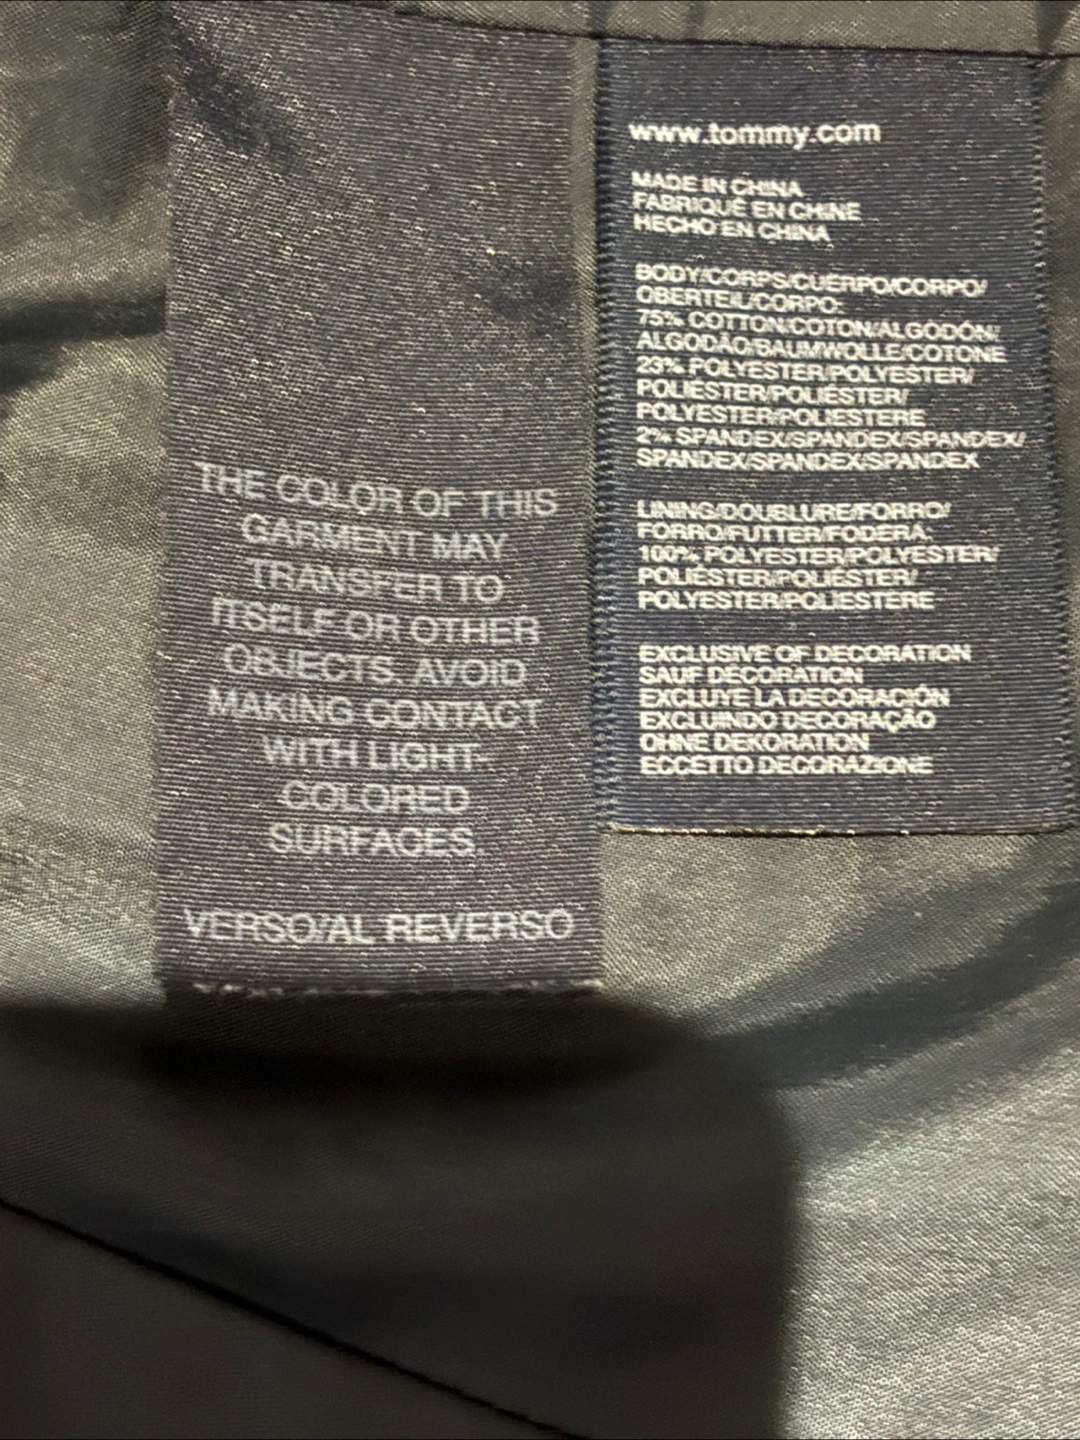 THE COLOR OF THIS
GARMENT MAY
TRANSFER TO
ITSELF OR OTHER
OBJECTS. AVOID
MAKING CONTACT
WITH LIGHT-
COLORED
SURFACES.
VERSO/AL REVERSO
www.tommy.com
MADE IN CHINA
FABRIQUÉ EN CHINE
HECHO EN CHINA
BODY/CORPS/CUERPO/CORPO/
OBERTEIL/CORPO:
75% COTTON/COTON/ALGODÓN/
ALGODÃO/BAUMWOLLE/COTONE
23% POLYESTER/POLYESTER/
POLIÉSTER/POLIÉSTER/
POLYESTER/POLIESTERE
2% SPANDEX/SPANDEX/SPANDEX/
SPANDEX/SPANDEX/SPANDEX
LINING/DOUBLURE/FORRO/
FORRO/FUTTER/FODERA:
100% POLYESTER/POLYESTER/
POLIÉSTER/POLIÉSTER/
POLYESTER/POLIESTERE
EXCLUSIVE OF DECORATION
SAUF DÉCORATION
EXCLUYE LA DECORACIÓN
EXCLUINDO DECORAÇÃO
OHNE DEKORATION
ECCETTO DECORAZIONE